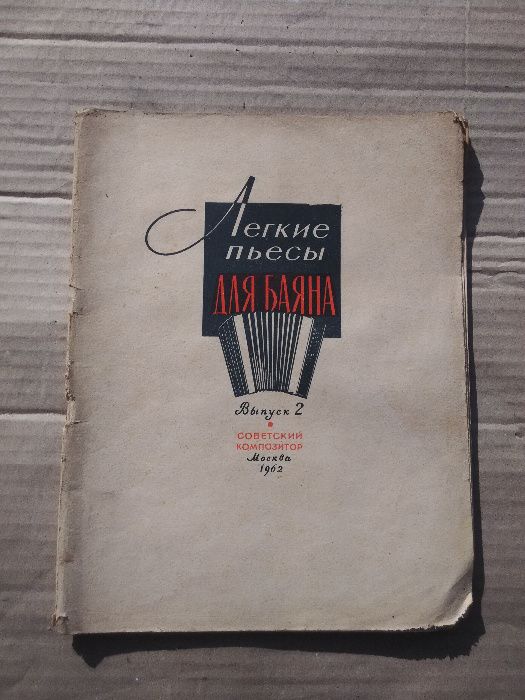 Легкие
пьесы
ДЛЯ БАЯНА
Выпуск 2
СОВЕТСКИЙ
КОМПОЗИТОР
Москва
1962